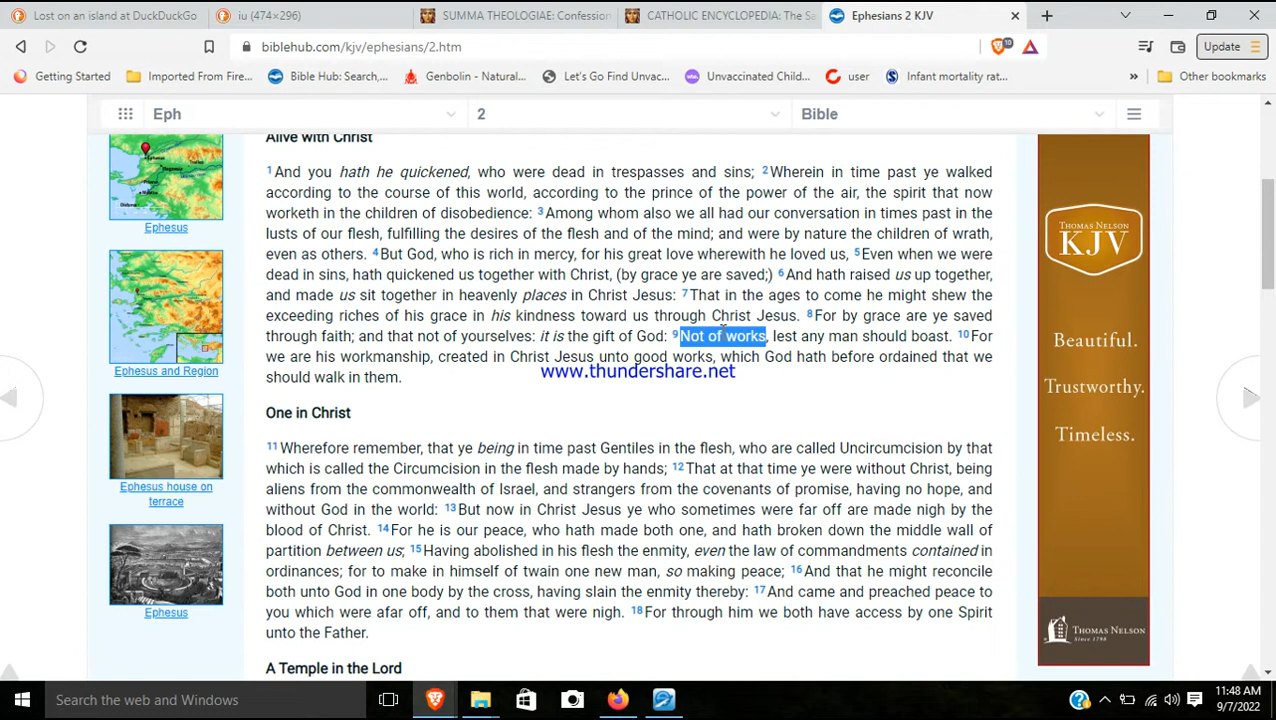 Lost on an island at DuckDuckGo
iu (474×296)
SUMMA THEOLOGIAE: Confession
CATHOLIC ENCYCLOPEDIA: The Sa
Ephesians 2 KJV
biblehub.com/kjv/ephesians/2.htm
10
Update
Getting Started
Imported From Fire...
Bible Hub: Search,...
Genbolin - Natural...
Let's Go Find Unvac...
Unvaccinated Child...
user
Infant mortality rat...
Other bookmarks
Eph
2
Bible
Alive with Christ
1And you hath he quickened, who were dead in trespasses and sins; 2Wherein in time past ye walked
according to the course of this world, according to the prince of the power of the air, the spirit that now
worketh in the children of disobedience: 3Among whom also we all had our conversation in times past in the
lusts of our flesh, fulfilling the desires of the flesh and of the mind; and were by nature the children of wrath,
even as others. 4But God, who is rich in mercy, for his great love wherewith he loved us, 5Even when we were
dead in sins, hath quickened us together with Christ, (by grace ye are saved;) 6And hath raised us up together,
and made us sit together in heavenly places in Christ Jesus: 7That in the ages to come he might shew the
exceeding riches of his grace in his kindness toward us through Christ Jesus. 8For by grace are ye saved
through faith; and that not of yourselves: it is the gift of God: 9Not of works, lest any man should boast. 10For
we are his workmanship, created in Christ Jesus unto good works, which God hath before ordained that we
should walk in them.
www.thundershare.net
One in Christ
11Wherefore remember, that ye being in time past Gentiles in the flesh, who are called Uncircumcision by that
which is called the Circumcision in the flesh made by hands; 12That at that time ye were without Christ, being
aliens from the commonwealth of Israel, and strangers from the covenants of promise, having no hope, and
without God in the world: 13But now in Christ Jesus ye who sometimes were far off are made nigh by the
blood of Christ. 14For he is our peace, who hath made both one, and hath broken down the middle wall of
partition between us; 15Having abolished in his flesh the enmity, even the law of commandments contained in
ordinances; for to make in himself of twain one new man, so making peace; 16And that he might reconcile
both unto God in one body by the cross, having slain the enmity thereby: 17And came and preached peace to
you which were afar off, and to them that were nigh. 18For through him we both have access by one Spirit
unto the Father.
A Temple in the Lord
Ephesus
Ephesus and Region
Ephesus house on
terrace
Ephesus
THOMAS NELSON
KJV
Beautiful.
Trustworthy.
Timeless.
THOMAS NELSON
Since 1798
Search the web and Windows
11:48 AM
9/7/2022